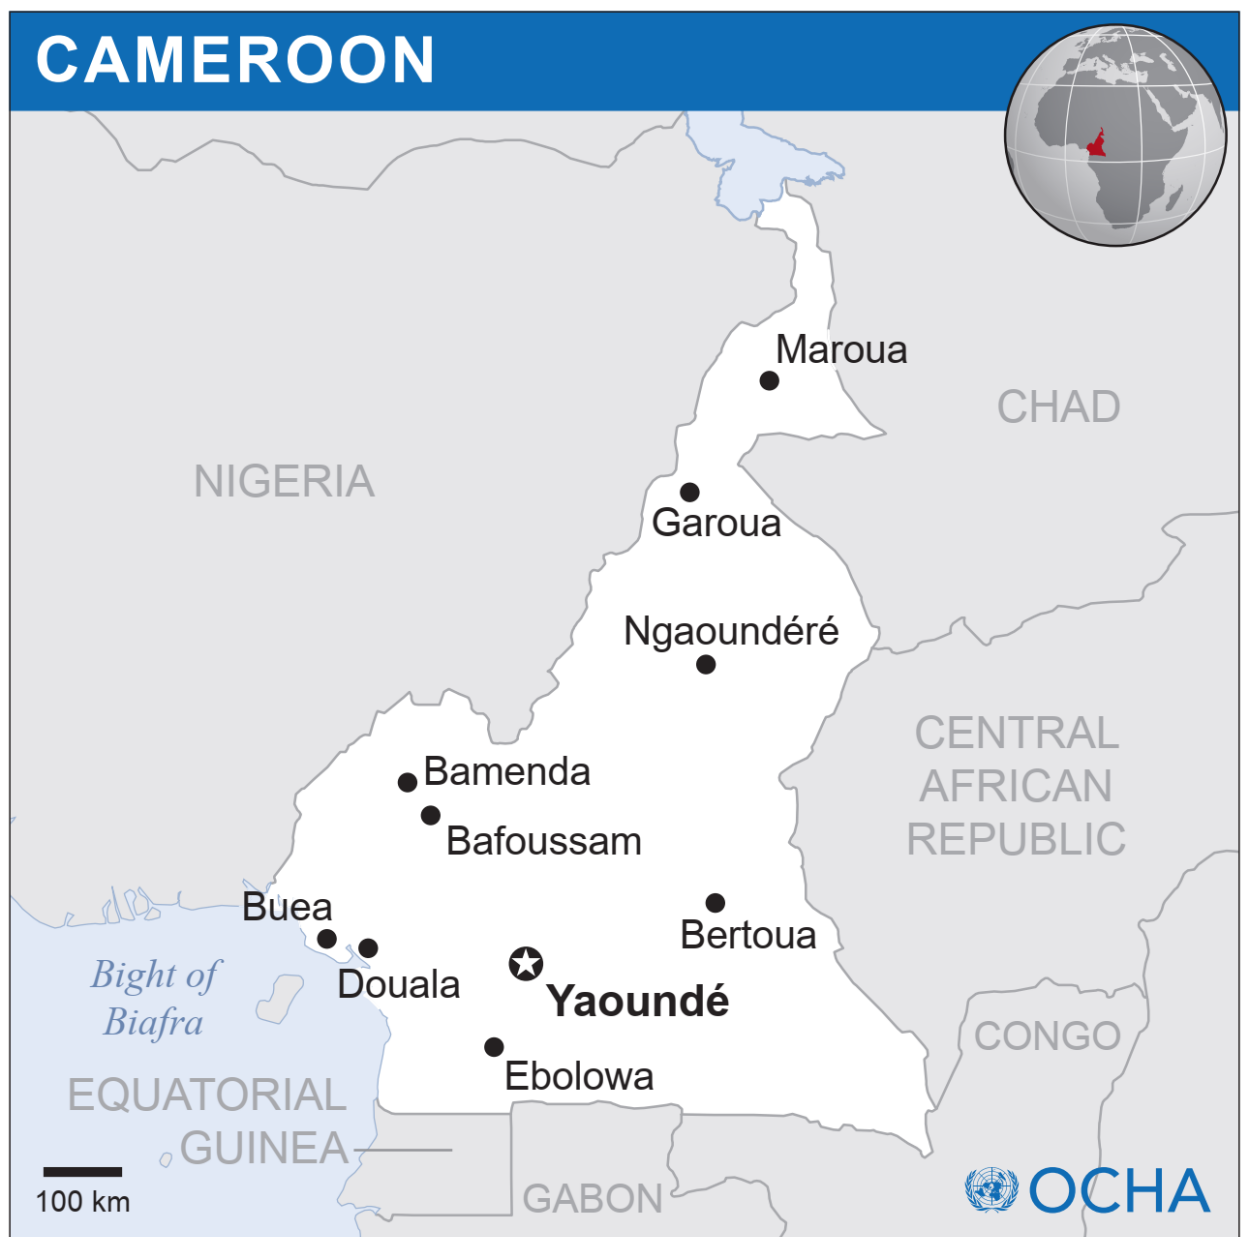 CAMEROON
Maroua
CHAD
NIGERIA
Garoua
Ngaoundéré
CENTRAL
AFRICAN
REPUBLIC
Bamenda
Bafoussam
Buea
Bertoua
Douala
Bight of
Biafra
Yaoundé
CONGO
Ebolowa
EQUATORIAL
GUINEA
GABON
100 km
OCHA